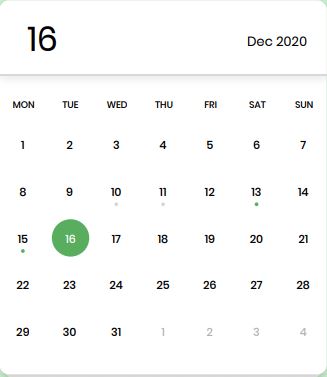 16 Dec 2020
MON TUE WED THU FRI SAT SUN
1 2 3 4 5 6 7
8 9 10 11 12 13 14
15 16 17 18 19 20 21
22 23 24 25 26 27 28
29 30 31 1 2 3 4